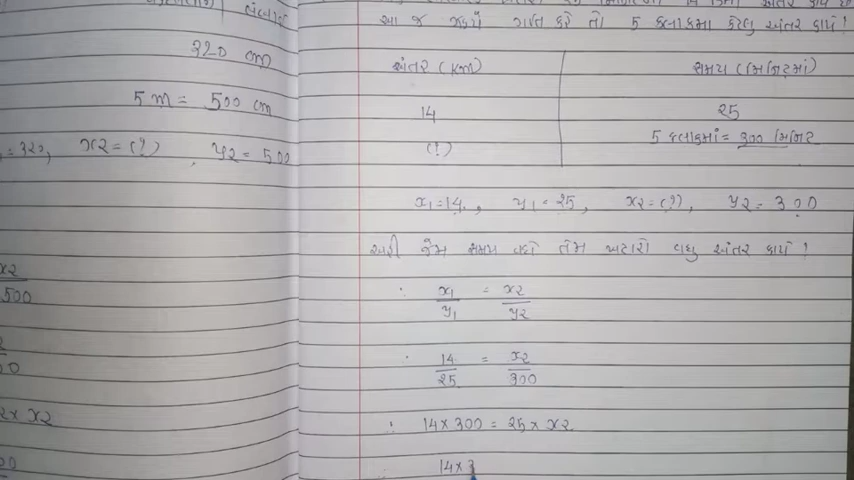 320 cm
5 m = 500 cm
= 320, x2 = (?) y2 = 500
x2
500
2 x x2
આ જ ઝડપે ગતિ કરે તો 5 કલાકમાં કેટલુ અંતર કાપે ?
અંતર (KM) સમય (મિનિટમાં)
14 25
(?) 5 કલાકમાં = 300 મિનિટ
x1 = 14, y1 = 25, x2 = (?), y2 = 300
અહી જેમ સમય વધે તેમ ખટારો વધુ અંતર કાપે !
∴ x1 = x2
y1 y2
∴ 14 = x2
25 300
∴ 14 x 300 = 25 x x2
14 x 3